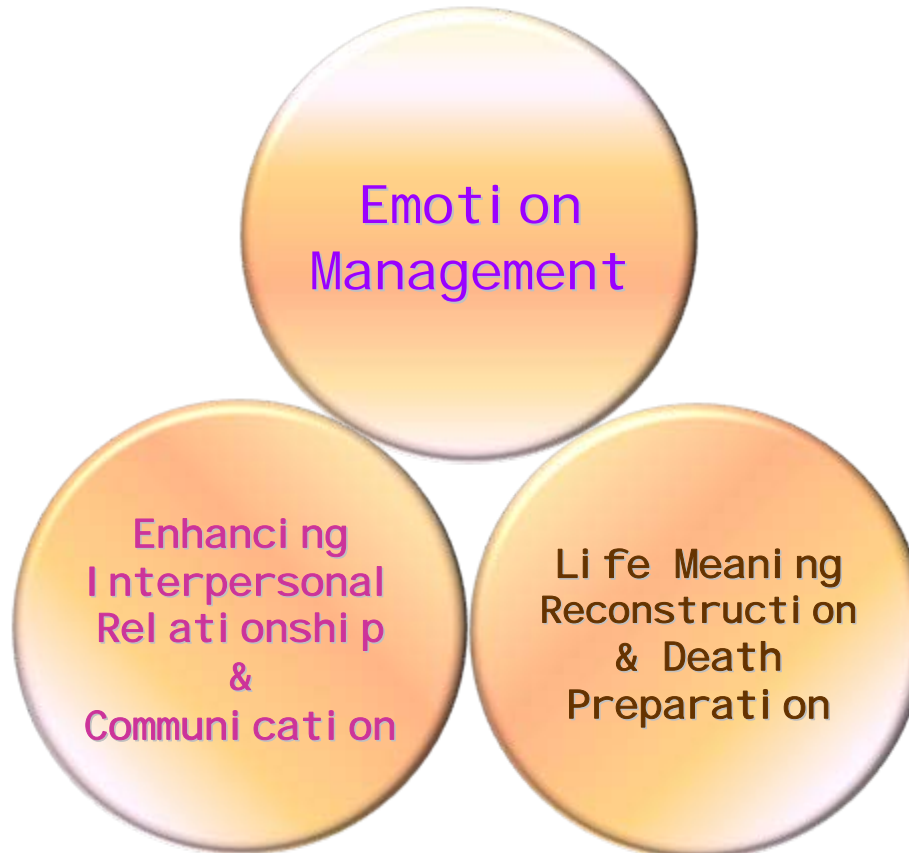 Emotion
Management
Enhancing
Interpersonal
Relationship
&
Communication
Life Meaning
Reconstruction
& Death
Preparation